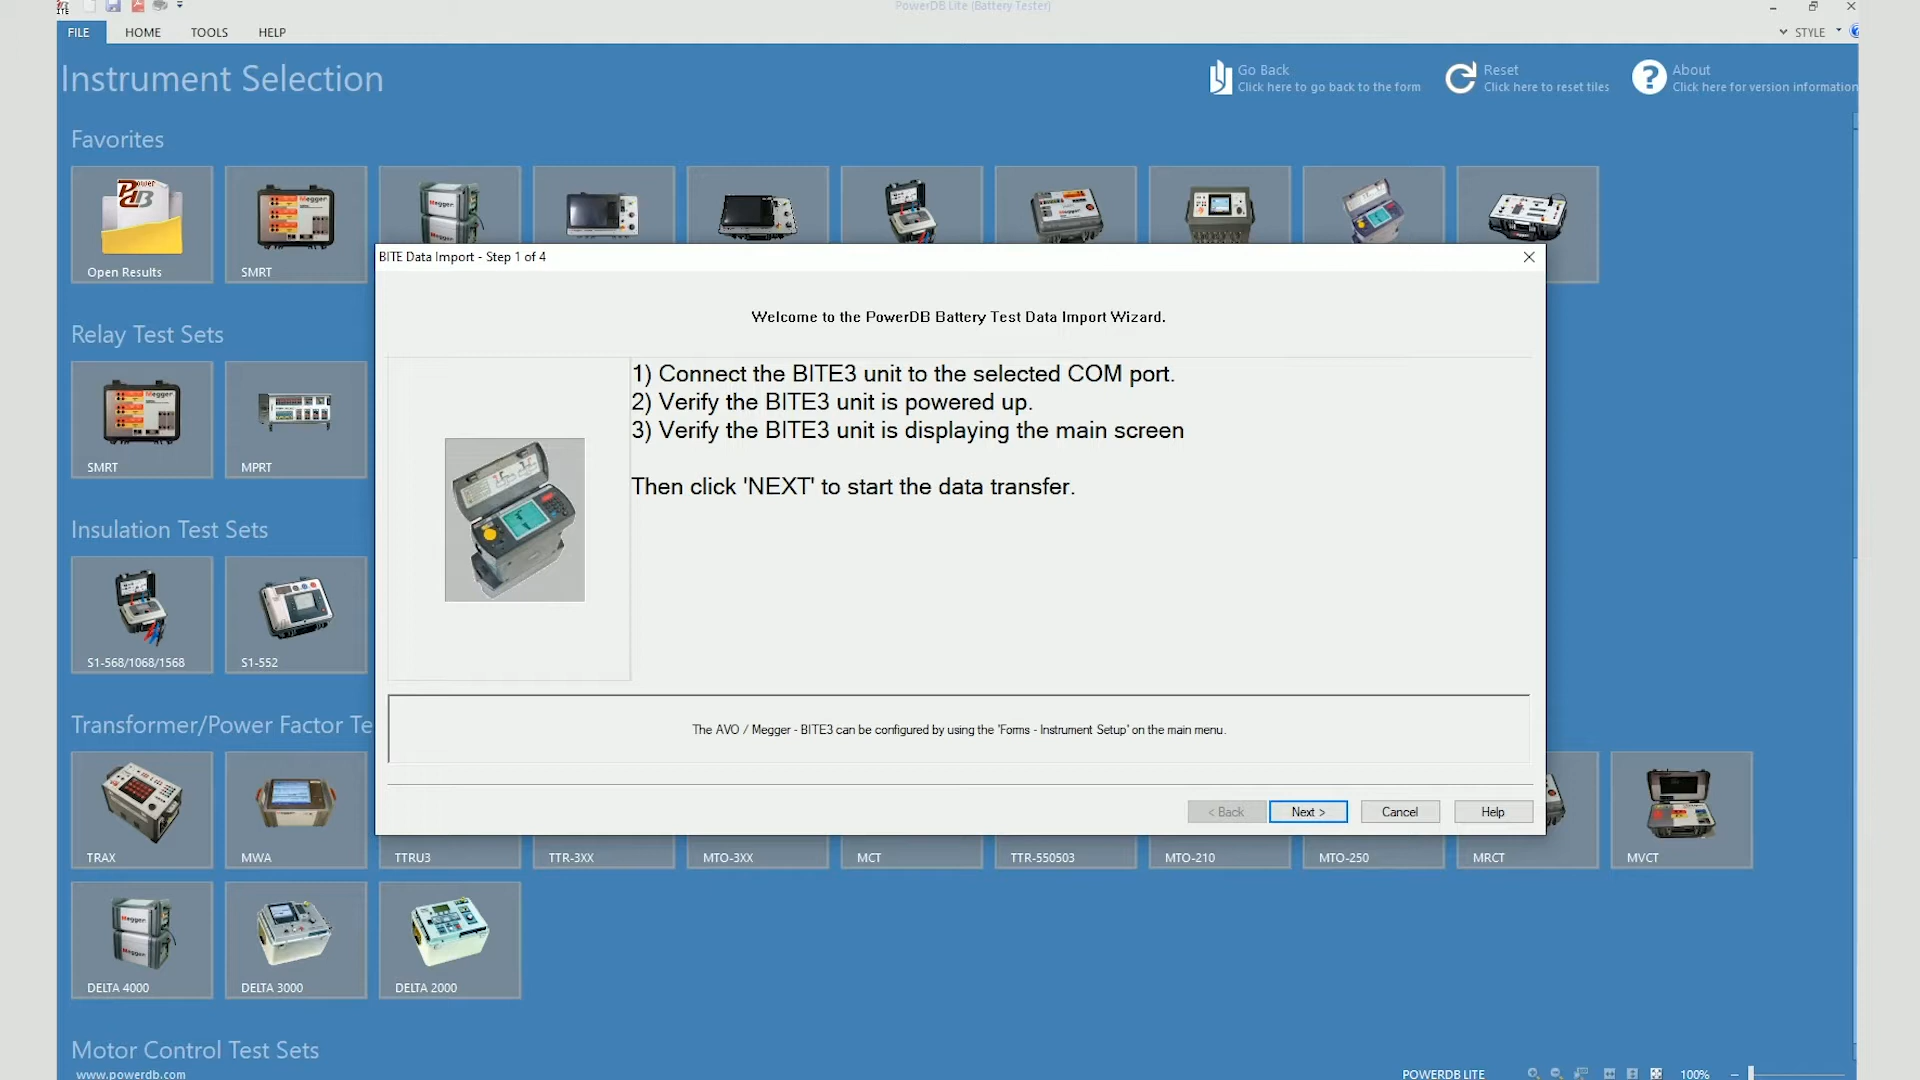 PowerDB Lite (Battery Tester)
FILE HOME TOOLS HELP
STYLE
Instrument Selection
Go Back
Click here to go back to the form
Reset
Click here to reset tiles
About
Click here for version information
Favorites
Open Results
SMRT
BITE Data Import - Step 1 of 4
Welcome to the PowerDB Battery Test Data Import Wizard.
1) Connect the BITE3 unit to the selected COM port.
2) Verify the BITE3 unit is powered up.
3) Verify the BITE3 unit is displaying the main screen
Then click 'NEXT' to start the data transfer.
The AVO / Megger - BITE3 can be configured by using the 'Forms - Instrument Setup' on the main menu.
< Back Next > Cancel Help
Relay Test Sets
SMRT MPRT
Insulation Test Sets
S1-568/1068/1568 S1-552
Transformer/Power Factor Te
TRAX MWA TTRU3 TTR-3XX MTO-3XX MCT TTR-550503 MTO-210 MTO-250 MRCT MVCT
DELTA 4000 DELTA 3000 DELTA 2000
Motor Control Test Sets
www.powerdb.com
POWERDB LITE 100%